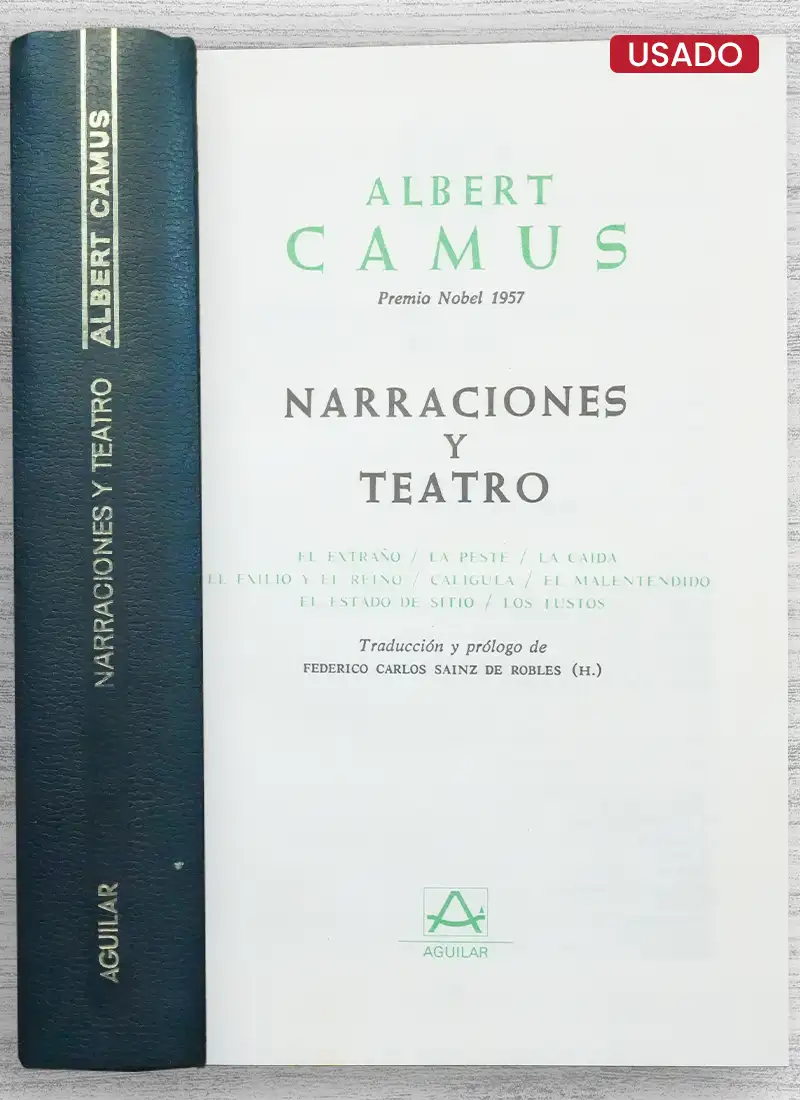 USADO
ALBERT CAMUS
NARRACIONES Y TEATRO
AGUILAR
ALBERT
CAMUS
Premio Nobel 1957
NARRACIONES
Y
TEATRO
EL EXTRAÑO / LA PESTE / LA CAIDA
EL EXILIO Y EL REINO / CALIGULA / EL MALENTENDIDO
EL ESTADO DE SITIO / LOS JUSTOS
Traducción y prólogo de
FEDERICO CARLOS SAINZ DE ROBLES (H.)
A
AGUILAR